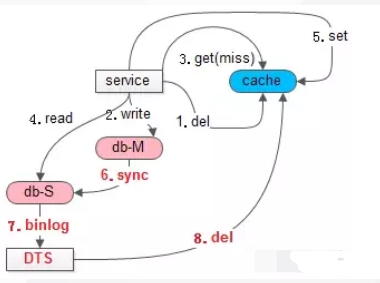 5. set
3. get(miss)
service
cache
4. read
2. write
1. del
db-M
6. sync
db-S
7. binlog
8. del
DTS